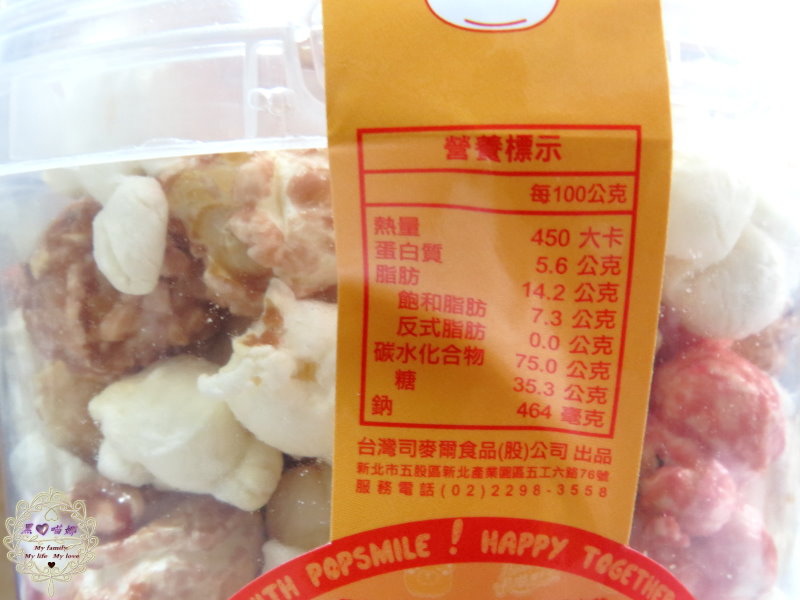 營養標示
每100公克
熱量 450 大卡
蛋白質 5.6 公克
脂肪 14.2 公克
飽和脂肪 7.3 公克
反式脂肪 0.0 公克
碳水化合物 75.0 公克
糖 35.3 公克
鈉 464 毫克
台灣司麥爾食品(股)公司 出品
新北市五股區新北產業園區五工六路76號
服務電話(02)2298-3558
WITH POPSMILE ! HAPPY TOGETHER
黑 喵娜
My family
My life My love